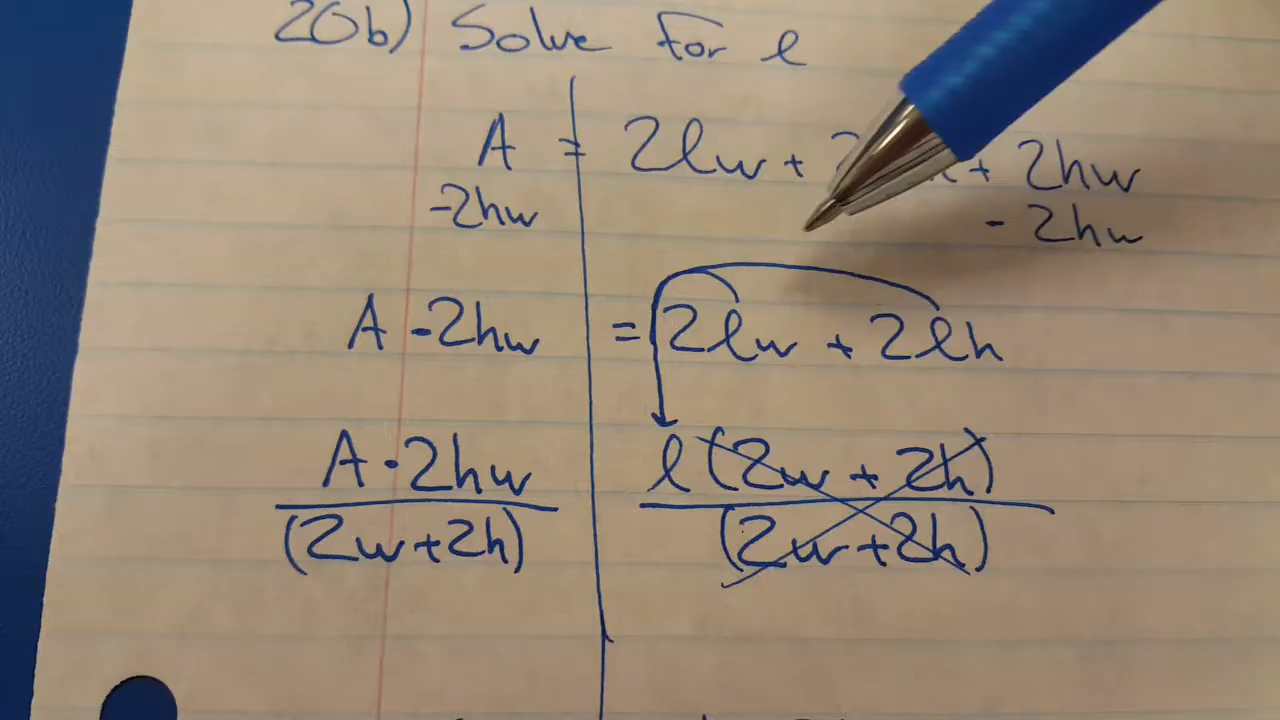 20b) Solve for l
A = 2lw + 2 + 2hw
-2hw - 2hw
A - 2hw = 2lw + 2lh
A - 2hw l(2w + 2h)
(2w+2h) (2w+2h)